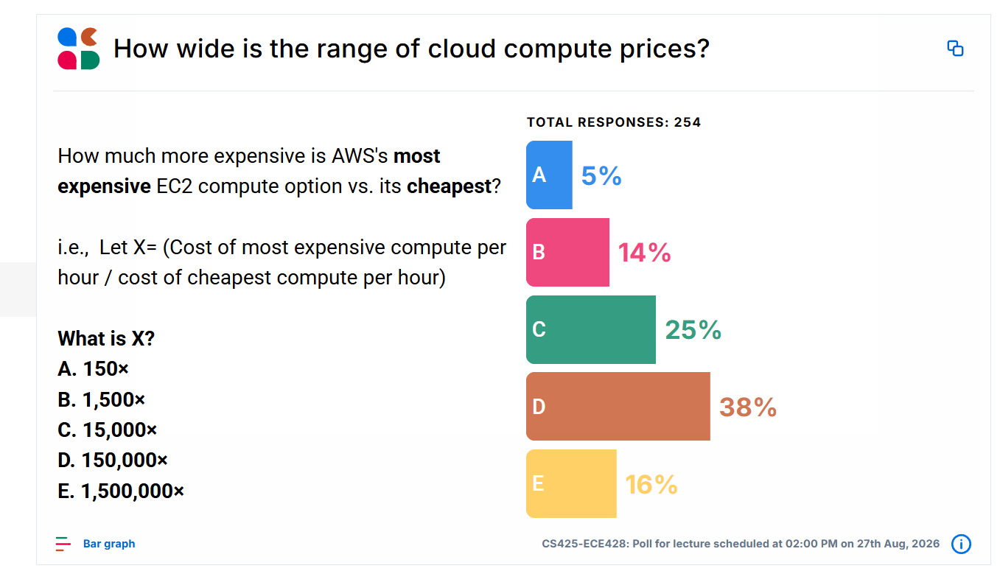 How wide is the range of cloud compute prices?
How much more expensive is AWS's most
expensive EC2 compute option vs. its cheapest?
i.e.,  Let X= (Cost of most expensive compute per
hour / cost of cheapest compute per hour)
What is X?
A. 150×
B. 1,500×
C. 15,000×
D. 150,000×
E. 1,500,000×
TOTAL RESPONSES: 254
A 5%
B 14%
C 25%
D 38%
E 16%
Bar graph
CS425-ECE428: Poll for lecture scheduled at 02:00 PM on 27th Aug, 2026